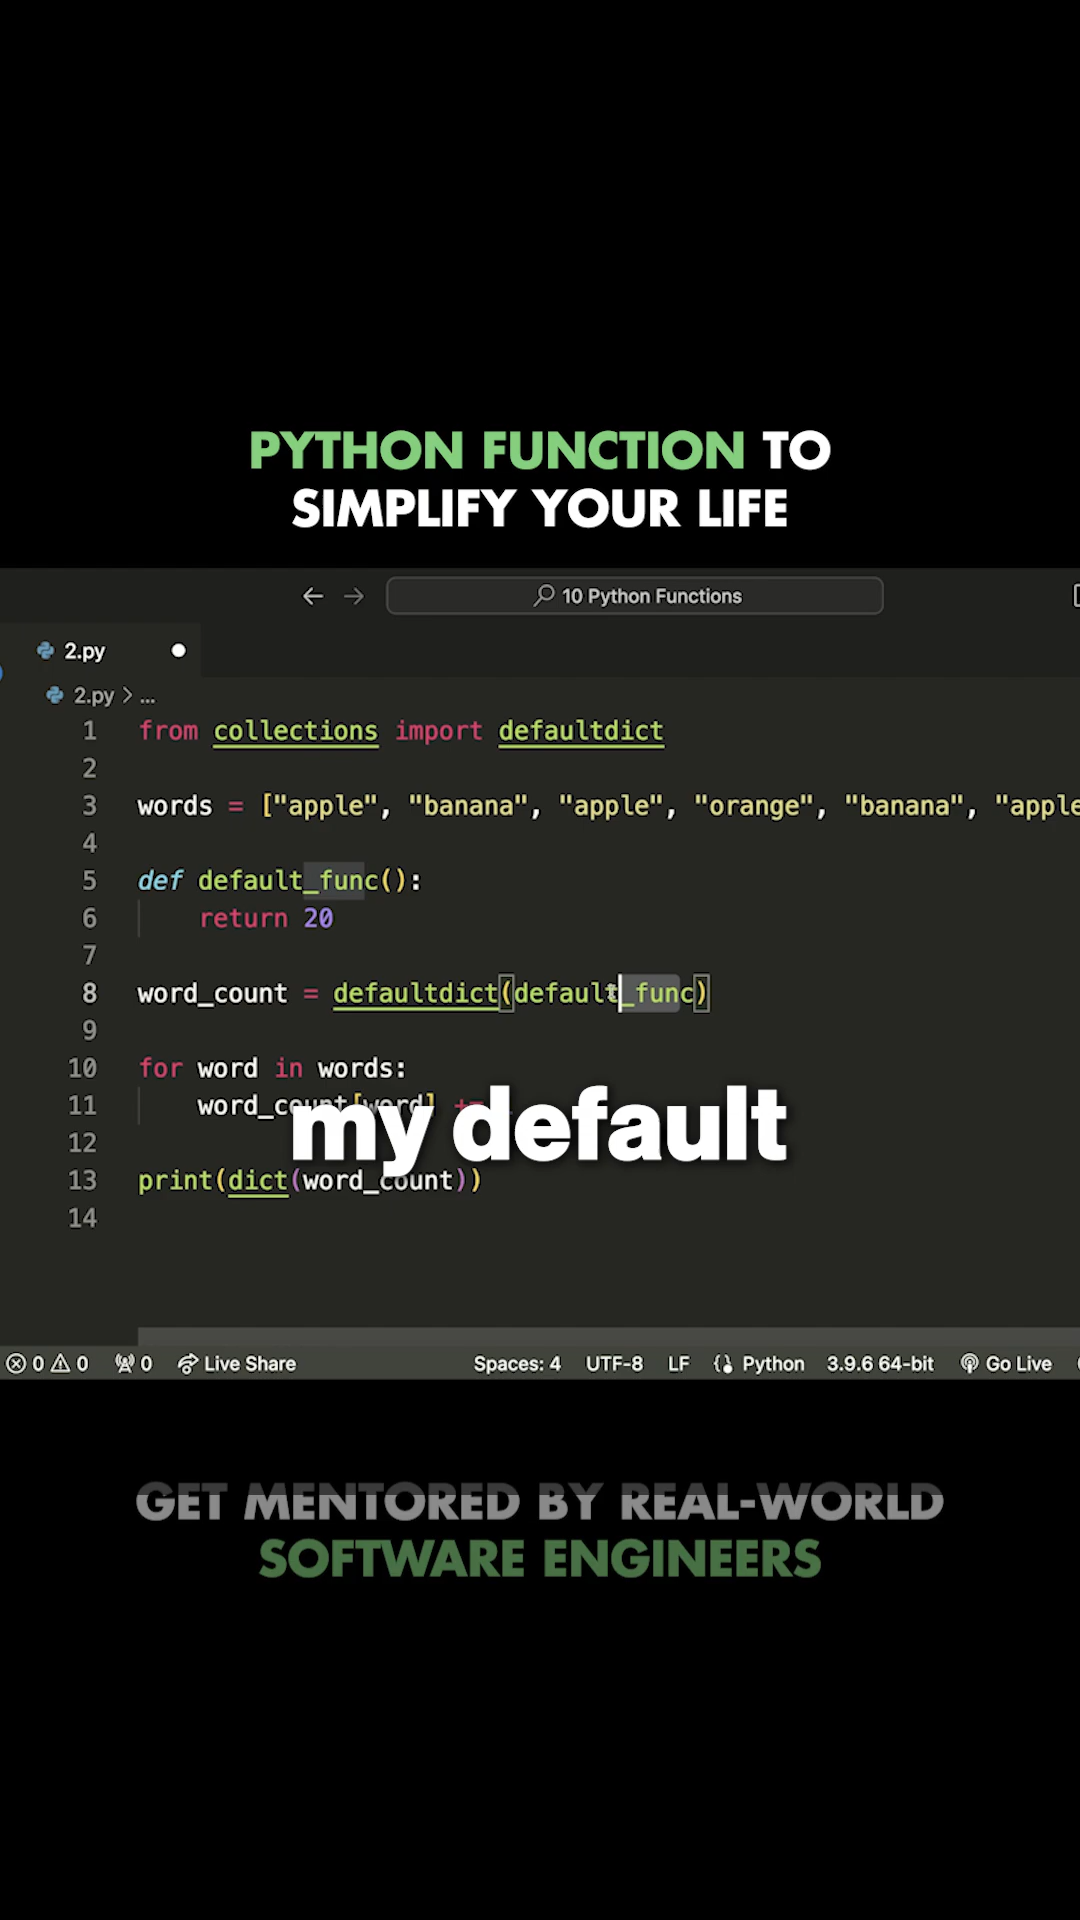 PYTHON FUNCTION TO
SIMPLIFY YOUR LIFE
10 Python Functions
2.py
2.py > ...
1 from collections import defaultdict
2
3 words = ["apple", "banana", "apple", "orange", "banana", "apple
4
5 def default_func():
6 return 20
7
8 word_count = defaultdict(default_func)
9
10 for word in words:
11 word_count[word] +=
my default
12
13 print(dict(word_count))
14
0 0 0 Live Share Spaces: 4 UTF-8 LF Python 3.9.6 64-bit Go Live
GET MENTORED BY REAL-WORLD
SOFTWARE ENGINEERS